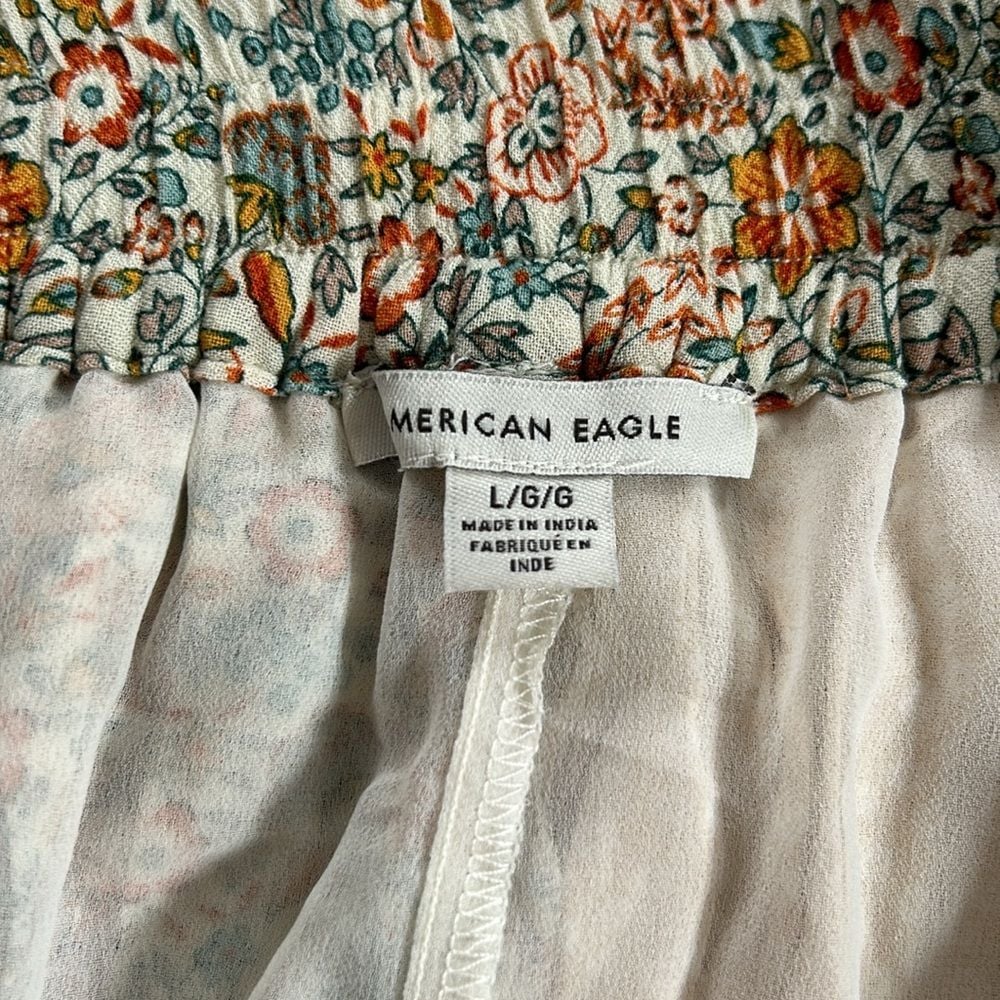 MERICAN EAGLE
L/G/G
MADE IN INDIA
FABRIQUÉ EN
INDE